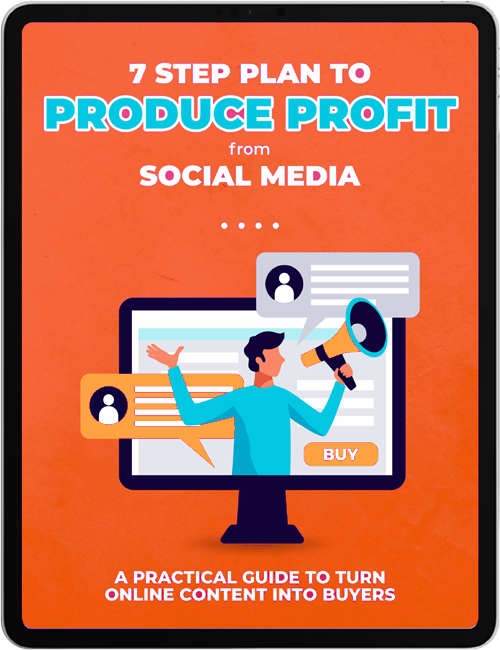 7 STEP PLAN TO
PRODUCE PROFIT
from
SOCIAL MEDIA
BUY
A PRACTICAL GUIDE TO TURN
ONLINE CONTENT INTO BUYERS